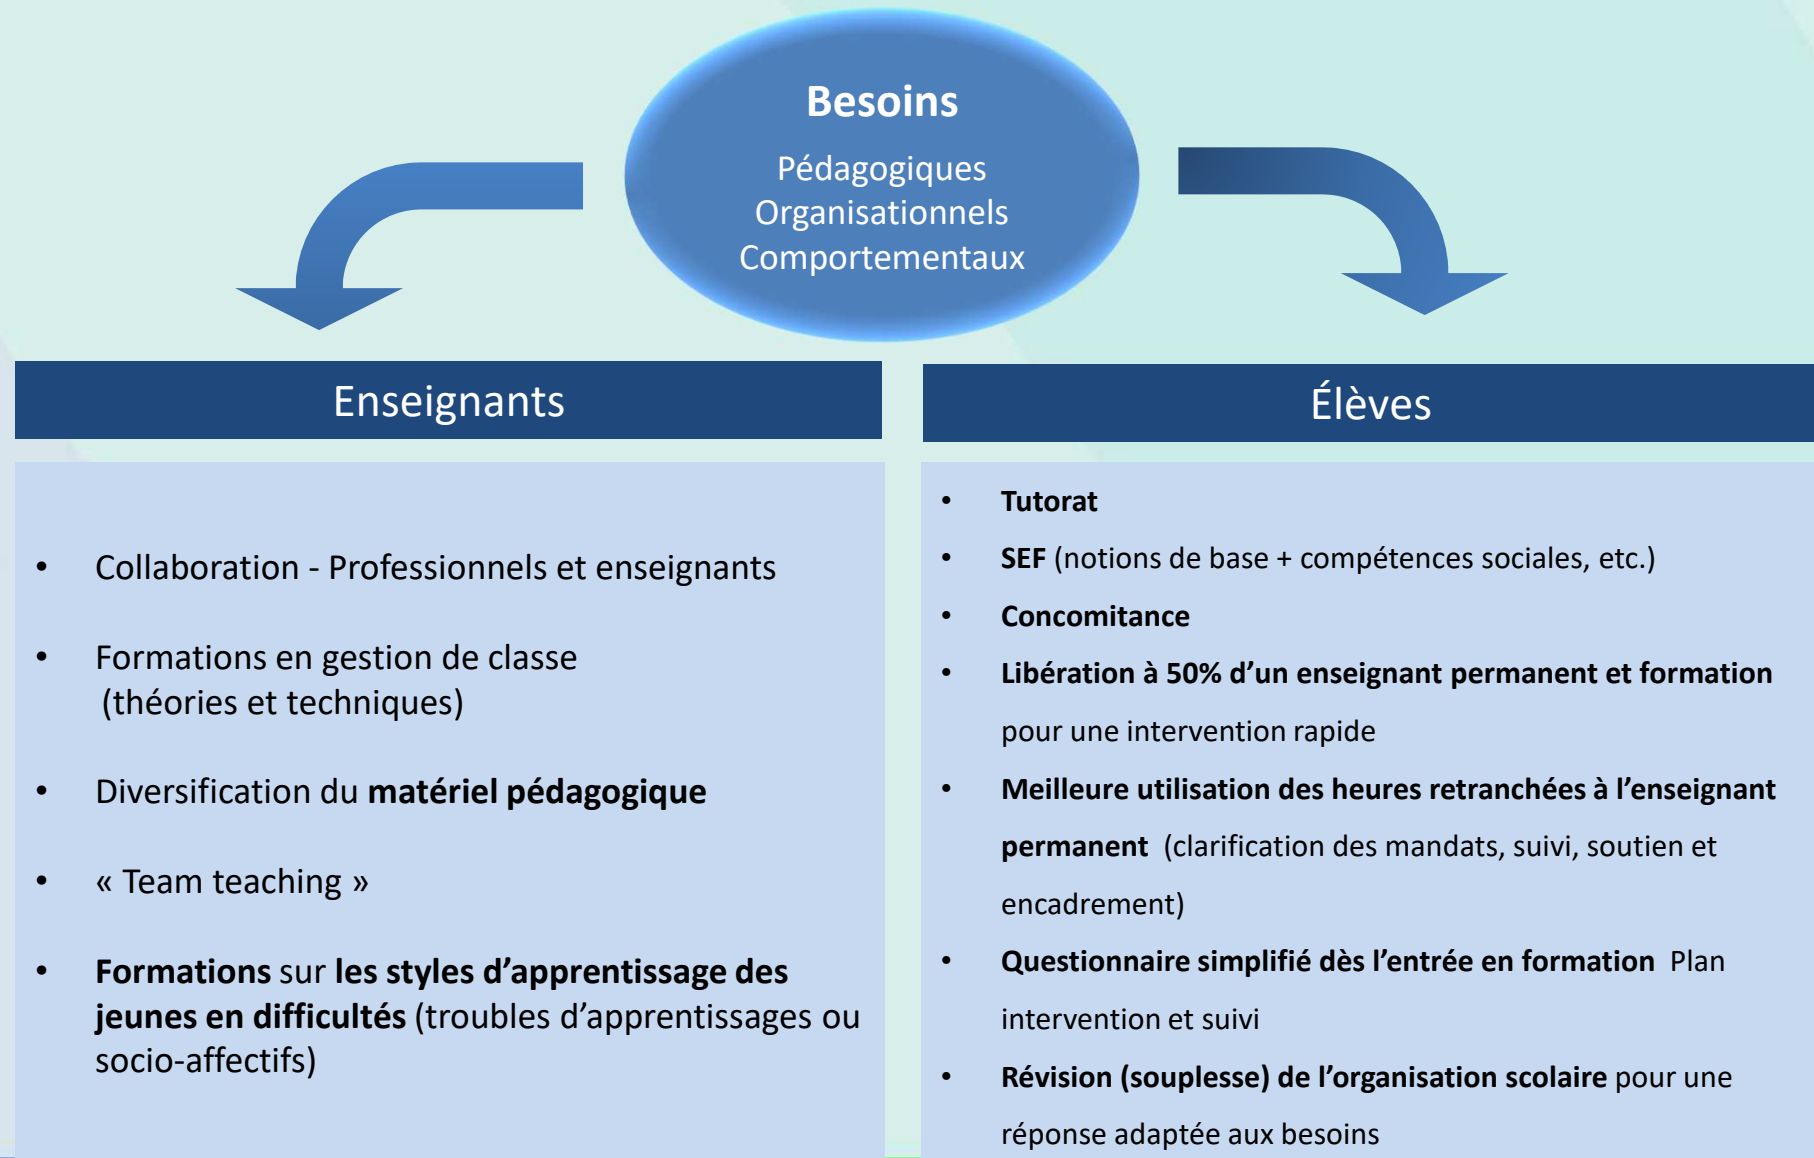 Besoins
Pédagogiques
Organisationnels
Comportementaux
Enseignants
• Collaboration - Professionnels et enseignants
• Formations en gestion de classe
(théories et techniques)
• Diversification du matériel pédagogique
• « Team teaching »
• Formations sur les styles d’apprentissage des
jeunes en difficultés (troubles d’apprentissages ou
socio-affectifs)
Élèves
• Tutorat
• SEF (notions de base + compétences sociales, etc.)
• Concomitance
• Libération à 50% d’un enseignant permanent et formation
pour une intervention rapide
• Meilleure utilisation des heures retranchées à l’enseignant
permanent (clarification des mandats, suivi, soutien et
encadrement)
• Questionnaire simplifié dès l’entrée en formation Plan
intervention et suivi
• Révision (souplesse) de l’organisation scolaire pour une
réponse adaptée aux besoins